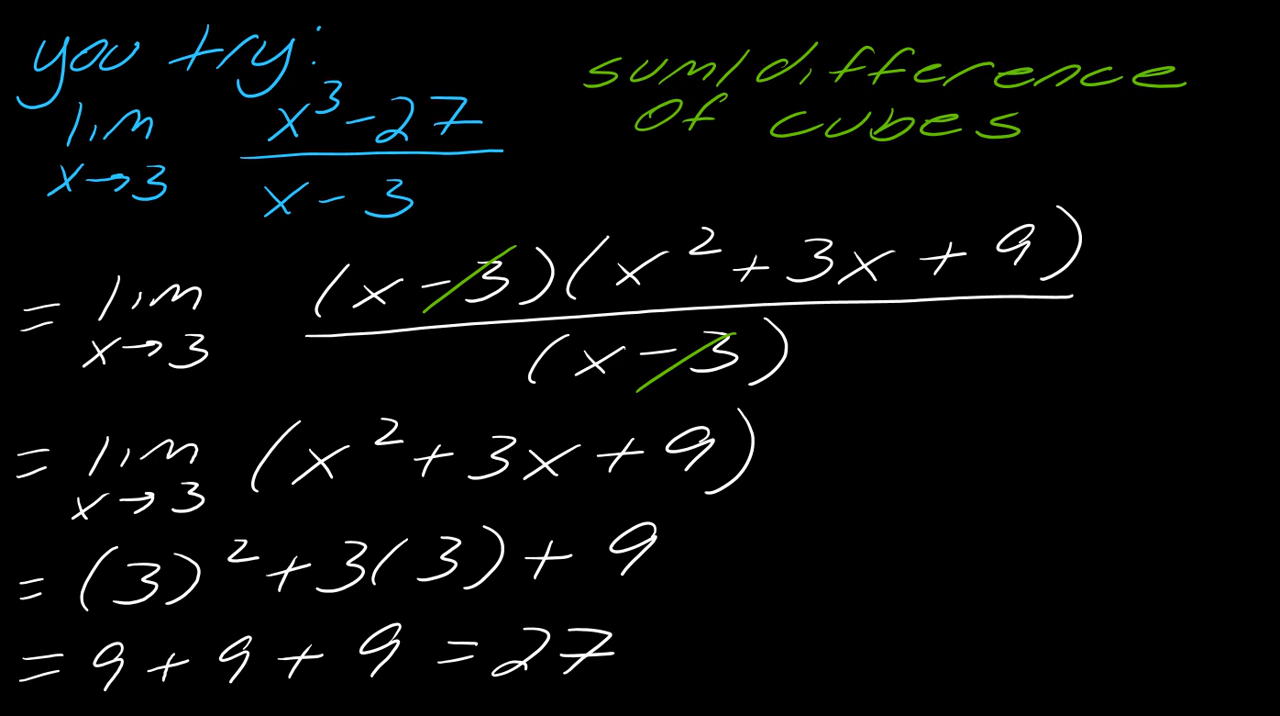 you try:
sum/difference
of cubes
lim x→3 (x³-27)/(x-3)
= lim x→3 ((x-3)(x²+3x+9))/((x-3))
= lim x→3 (x²+3x+9)
= (3)²+3(3)+9
= 9+9+9=27